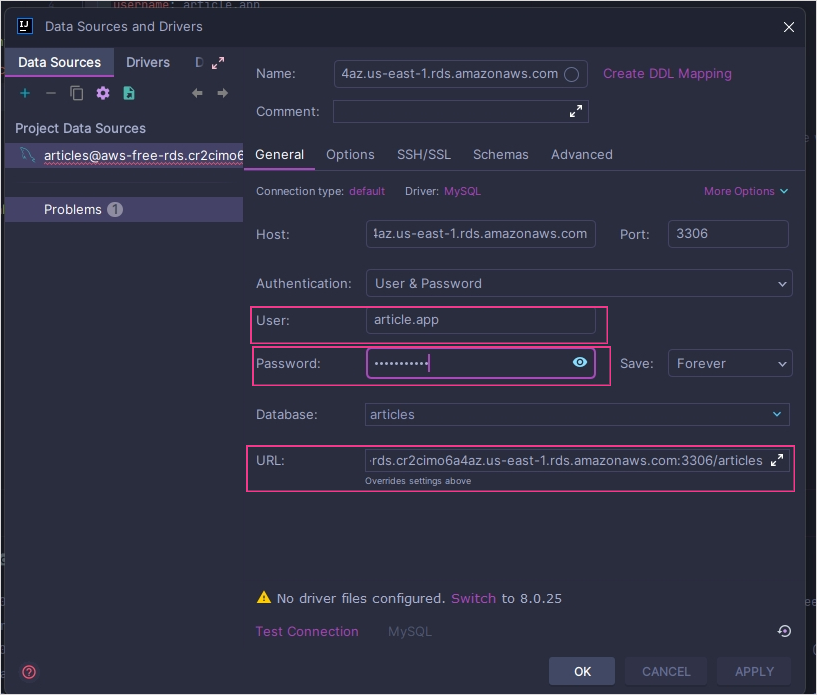 username: article.app
IJ
Data Sources and Drivers
Data Sources
Drivers
D
Name:
4az.us-east-1.rds.amazonaws.com
Create DDL Mapping
Comment:
Project Data Sources
articles@aws-free-rds.cr2cimo6
Problems 1
General
Options
SSH/SSL
Schemas
Advanced
Connection type: default
Driver: MySQL
More Options
Host:
4az.us-east-1.rds.amazonaws.com
Port:
3306
Authentication:
User & Password
User:
article.app
Password:
•••••••••••
Save:
Forever
Database:
articles
URL:
-rds.cr2cimo6a4az.us-east-1.rds.amazonaws.com:3306/articles
Overrides settings above
No driver files configured. Switch to 8.0.25
Test Connection
MySQL
OK
CANCEL
APPLY